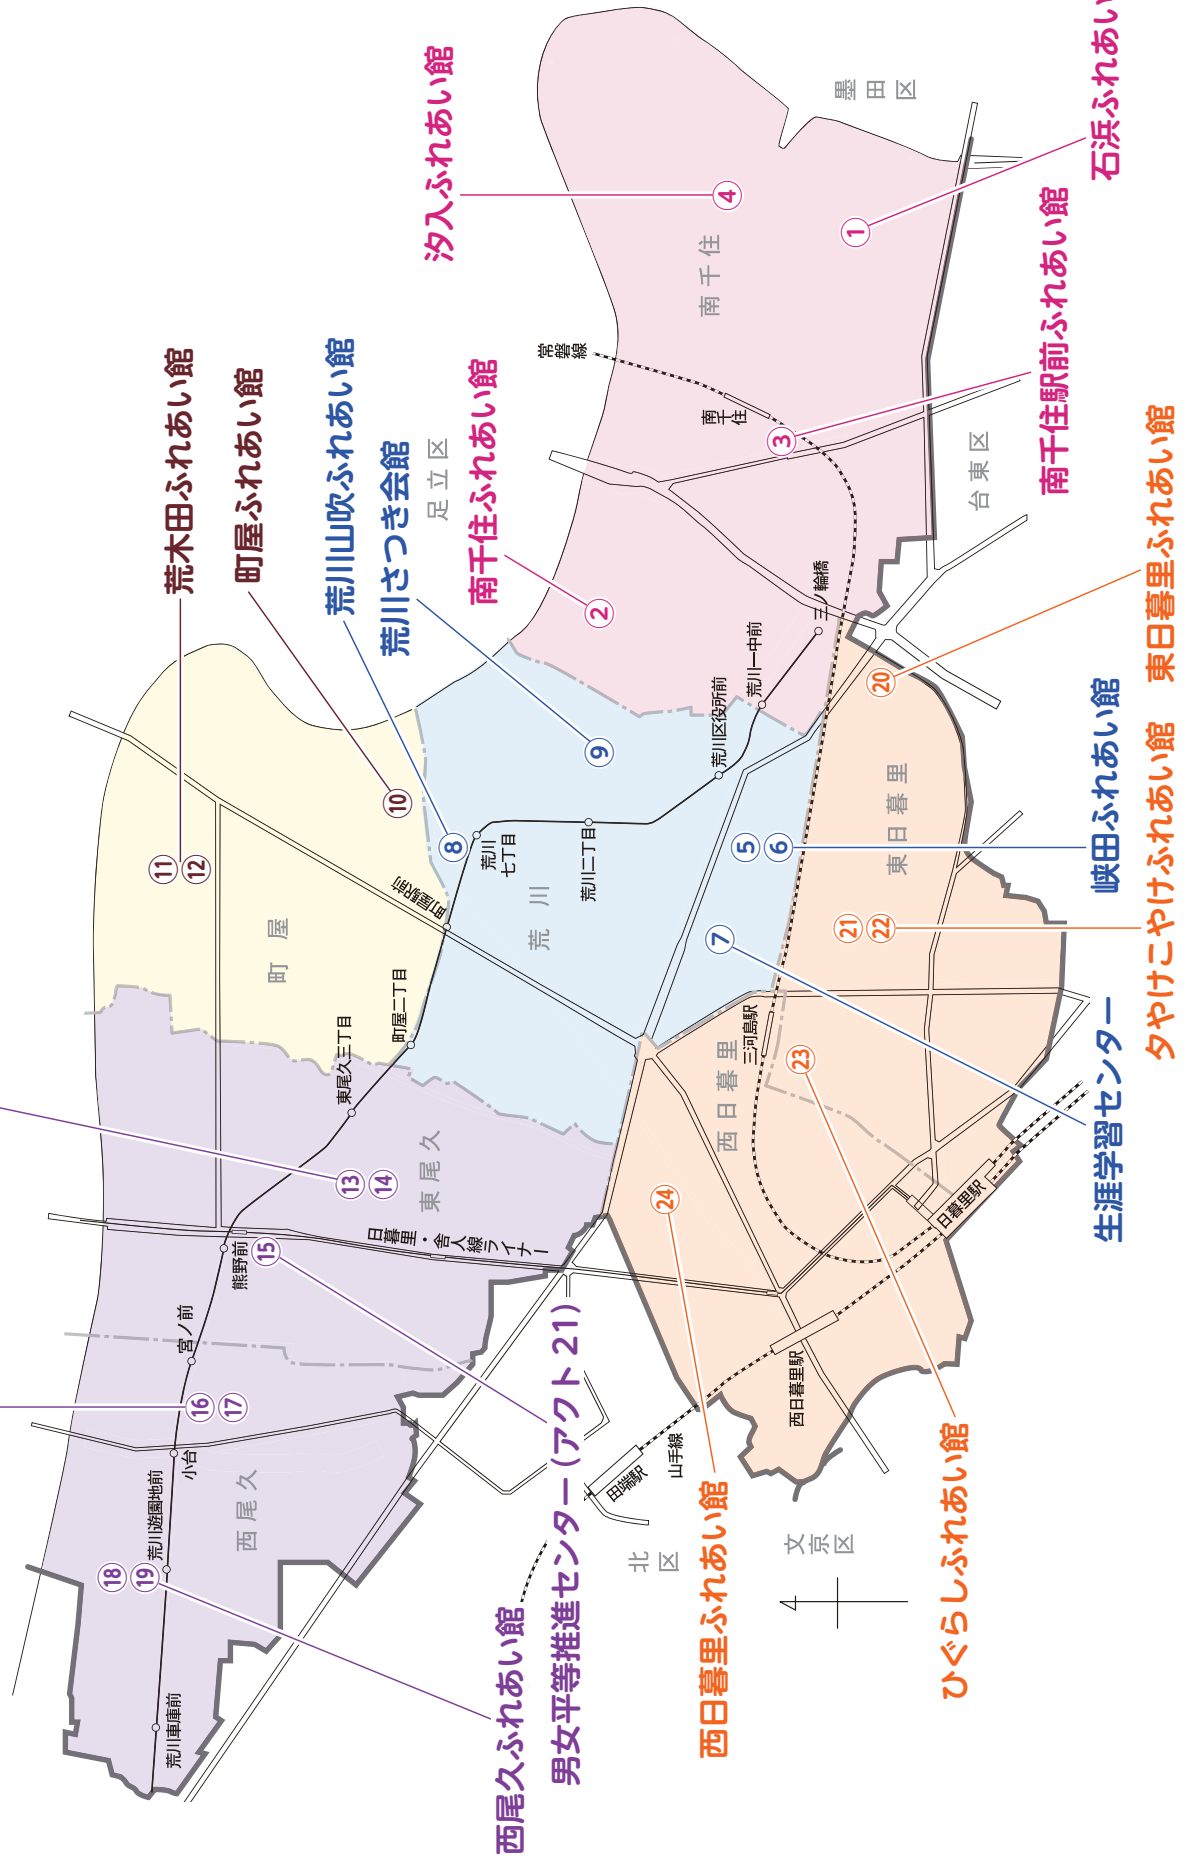 汐入ふれあい館
石浜ふれあい
南千住駅前ふれあい館
南千住ふれあい館
荒川さつき会館
荒川山吹ふれあい館
町屋ふれあい館
荒木田ふれあい館
東日暮里ふれあい館
峡田ふれあい館
夕やけこやけふれあい館
生涯学習センター
ひぐらしふれあい館
西日暮里ふれあい館
男女平等推進センター（アクト21）
西尾久ふれあい館
墨田区
足立区
台東区
文京区
北区
南千住
荒川
町屋
東尾久
西尾久
東日暮里
西日暮里
常磐線
南千住
三ノ輪橋
荒川一中前
荒川区役所前
荒川二丁目
荒川七丁目
町屋駅前
町屋二丁目
東尾久三丁目
熊野前
宮ノ前
小台
荒川遊園地前
荒川車庫前
日暮里・舎人線ライナー
三河島駅
日暮里駅
西日暮里駅
田端駅
山手線
1
2
3
4
5
6
7
8
9
10
11
12
13
14
15
16
17
18
19
20
21
22
23
24